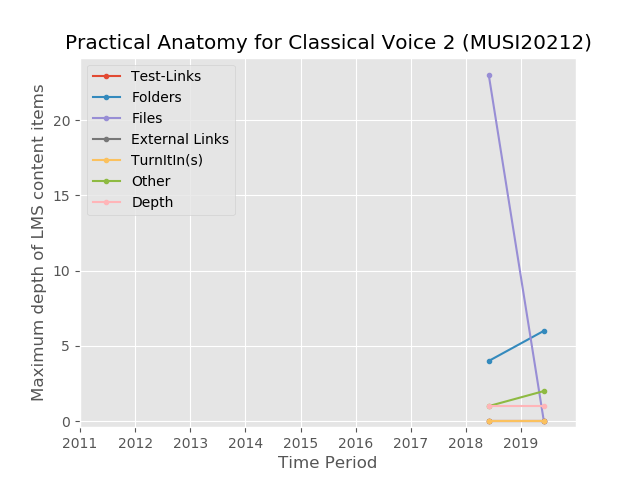 Practical Anatomy for Classical Voice 2 (MUSI20212)
Test-Links
Folders
Files
External Links
TurnItIn(s)
Other
Depth
Maximum depth of LMS content items
20
15
10
5
0
2011 2012 2013 2014 2015 2016 2017 2018 2019
Time Period